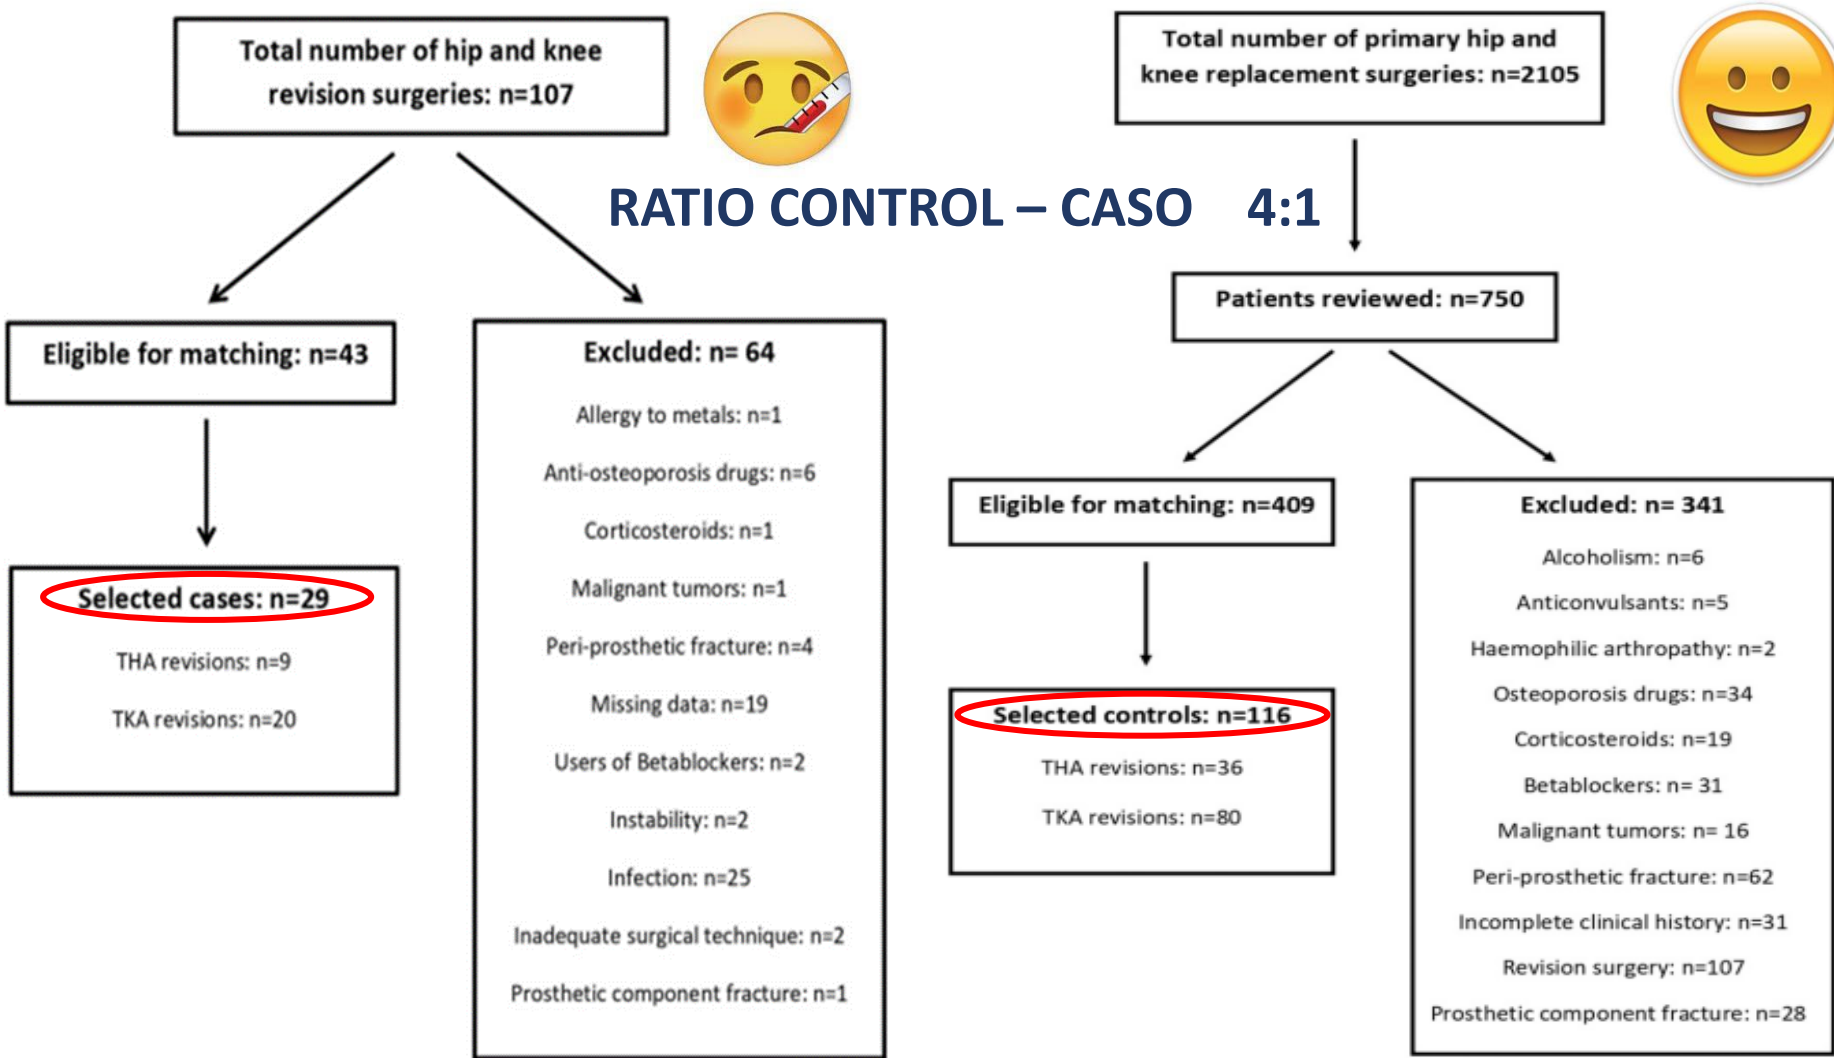 Total number of hip and knee
revision surgeries: n=107
Total number of primary hip and
knee replacement surgeries: n=2105
RATIO CONTROL – CASO 4:1
Eligible for matching: n=43
Excluded: n= 64
Allergy to metals: n=1
Anti-osteoporosis drugs: n=6
Corticosteroids: n=1
Malignant tumors: n=1
Peri-prosthetic fracture: n=4
Missing data: n=19
Users of Betablockers: n=2
Instability: n=2
Infection: n=25
Inadequate surgical technique: n=2
Prosthetic component fracture: n=1
Selected cases: n=29
THA revisions: n=9
TKA revisions: n=20
Patients reviewed: n=750
Eligible for matching: n=409
Selected controls: n=116
THA revisions: n=36
TKA revisions: n=80
Excluded: n= 341
Alcoholism: n=6
Anticonvulsants: n=5
Haemophilic arthropathy: n=2
Osteoporosis drugs: n=34
Corticosteroids: n=19
Betablockers: n= 31
Malignant tumors: n= 16
Peri-prosthetic fracture: n=62
Incomplete clinical history: n=31
Revision surgery: n=107
Prosthetic component fracture: n=28